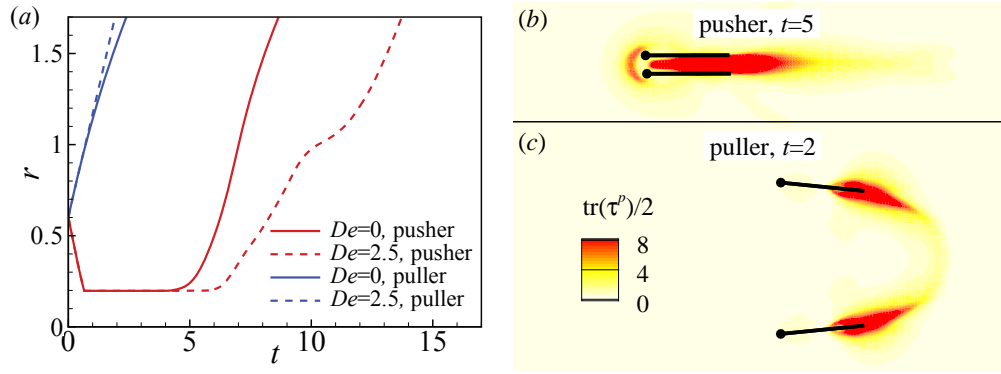 (a)
1.5
1
0.5
0
r
0
5
10
15
t
De=0, pusher
De=2.5, pusher
De=0, puller
De=2.5, puller
(b)
pusher, t=5
(c)
puller, t=2
tr(τᵖ)/2
8
4
0